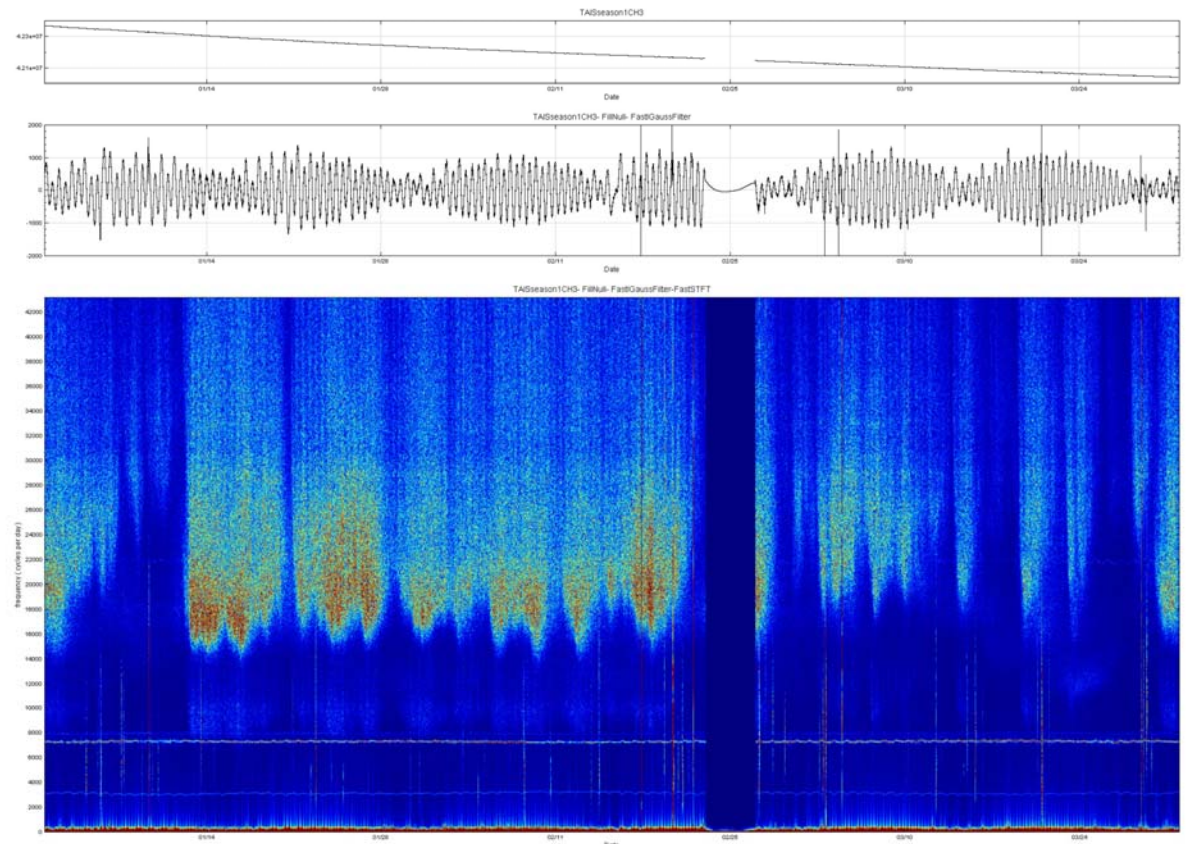 TAISseason1CH3
4.23e+07
4.21e+07
01/14 01/28 02/11 02/25 03/10 03/24
Date
TAISseason1CH3- FillNull- FastIGaussFilter
2000
1000
0
-1000
-2000
01/14 01/28 02/11 02/25 03/10 03/24
Date
TAISseason1CH3- FillNull- FastIGaussFilter-FastSTFT
frequency ( cycles per day)
42000
40000
38000
36000
34000
32000
30000
28000
26000
24000
22000
20000
18000
16000
14000
12000
10000
8000
6000
4000
2000
0
01/14 01/28 02/11 02/25 03/10 03/24